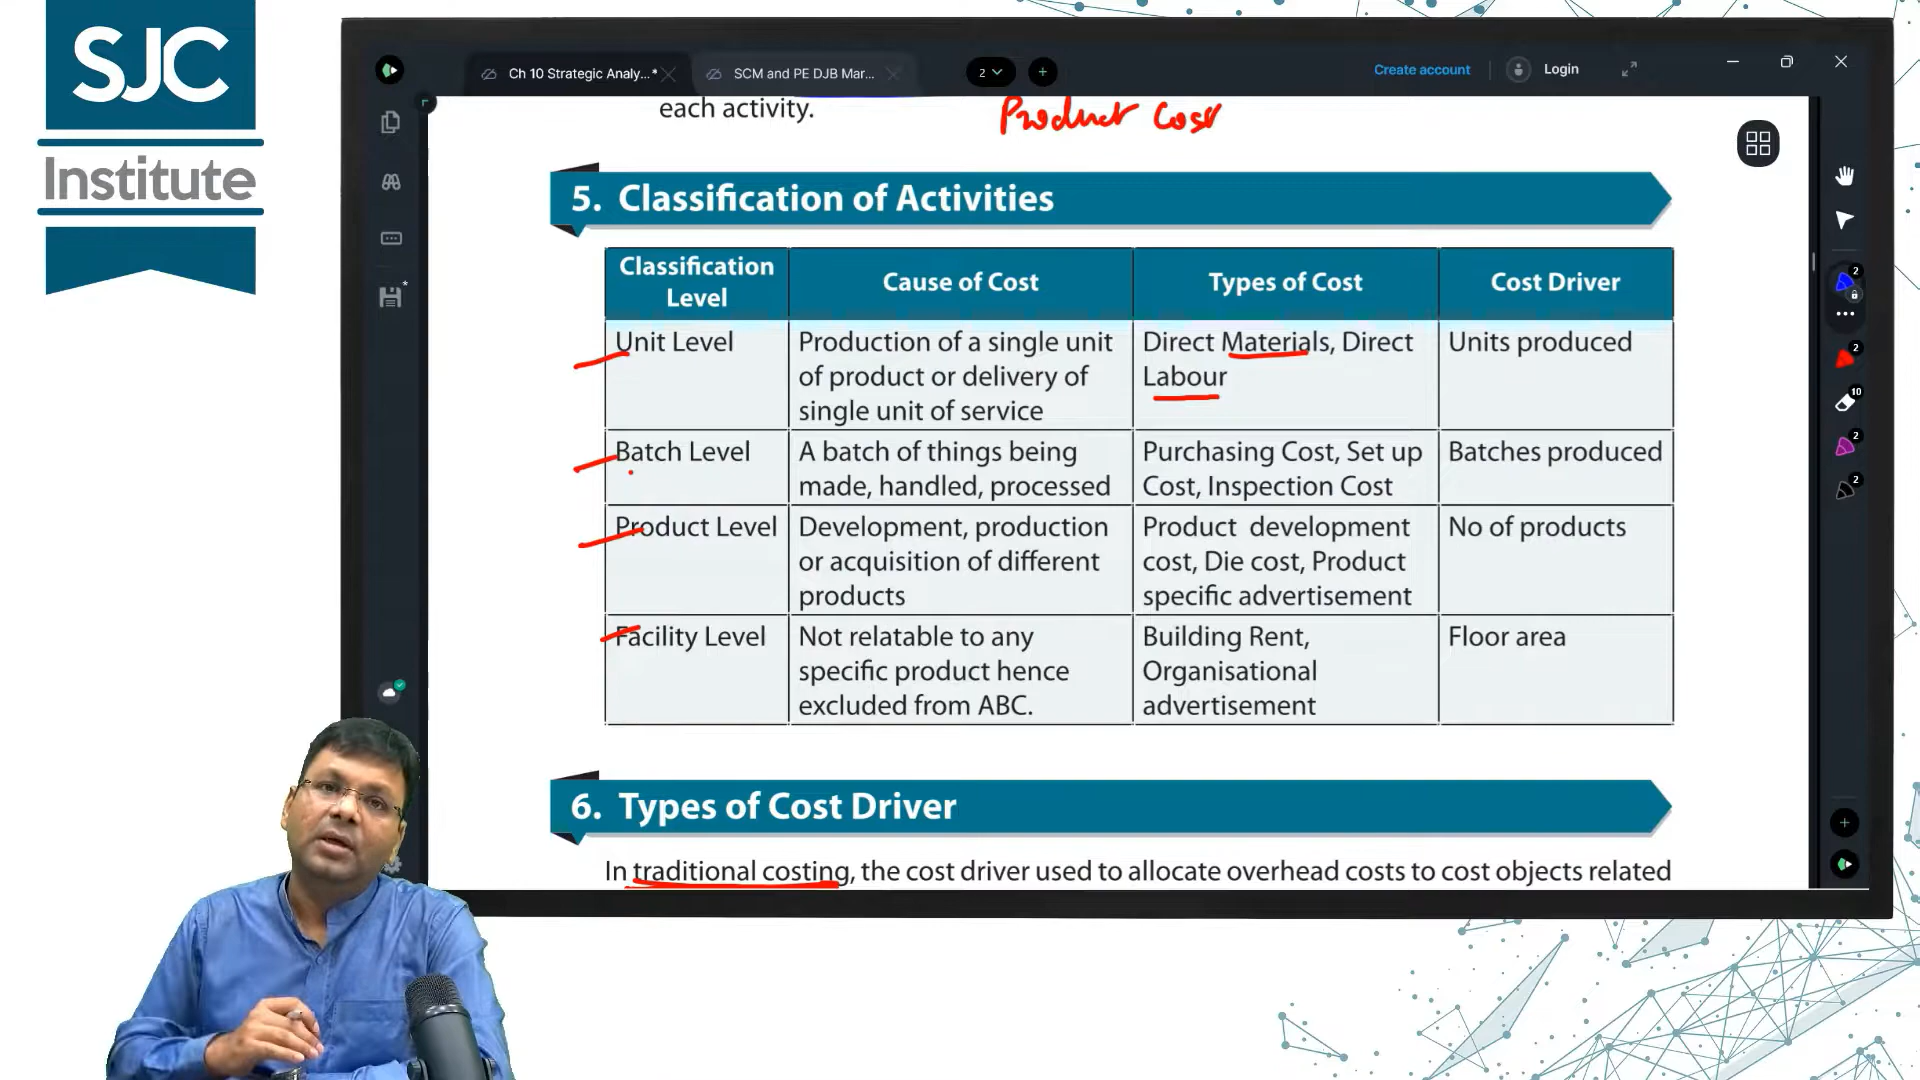 SJC
Institute
Ch 10 Strategic Analy...*
SCM and PE DJB Mar...
2
Create account
Login
each activity.
Product Cost
5. Classification of Activities
Classification Level
Cause of Cost
Types of Cost
Cost Driver
Unit Level
Production of a single unit
of product or delivery of
single unit of service
Direct Materials, Direct
Labour
Units produced
Batch Level
A batch of things being
made, handled, processed
Purchasing Cost, Set up
Cost, Inspection Cost
Batches produced
Product Level
Development, production
or acquisition of different
products
Product development
cost, Die cost, Product
specific advertisement
No of products
Facility Level
Not relatable to any
specific product hence
excluded from ABC.
Building Rent,
Organisational
advertisement
Floor area
6. Types of Cost Driver
In traditional costing, the cost driver used to allocate overhead costs to cost objects related
2
2
10
2
2